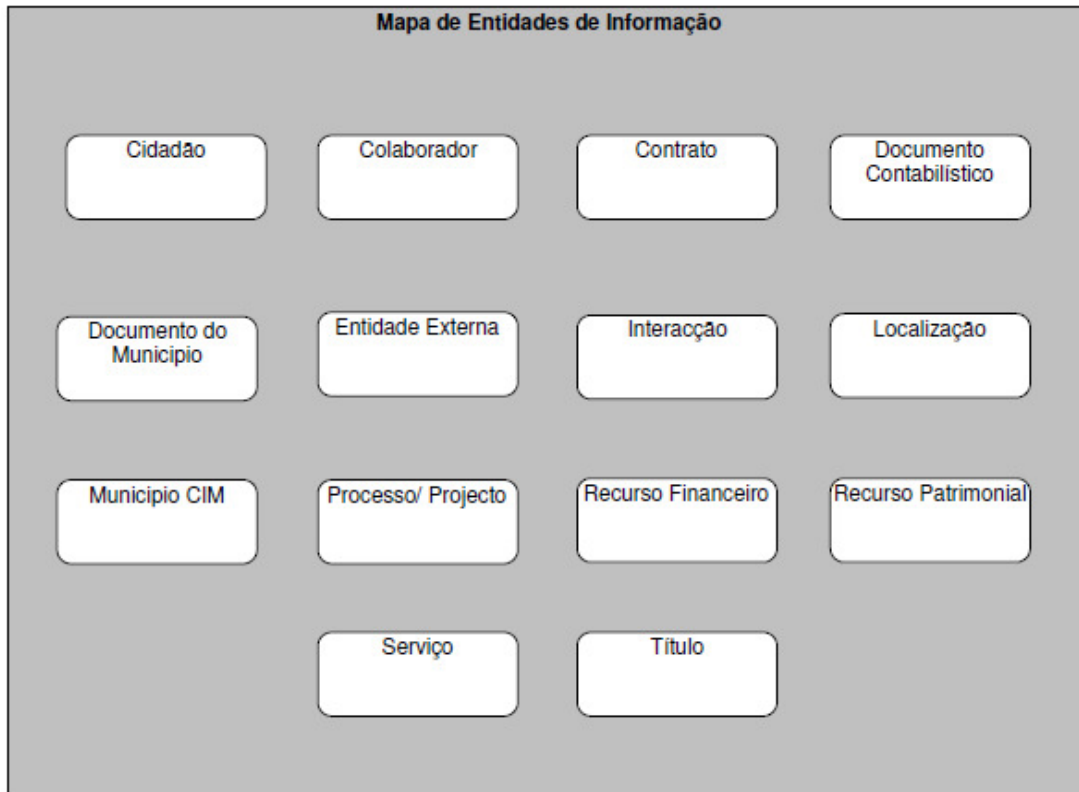 Mapa de Entidades de Informação
Cidadão
Colaborador
Contrato
Documento
Contabilístico
Documento do
Municipio
Entidade Externa
Interacção
Localização
Municipio CIM
Processo/ Projecto
Recurso Financeiro
Recurso Patrimonial
Serviço
Título